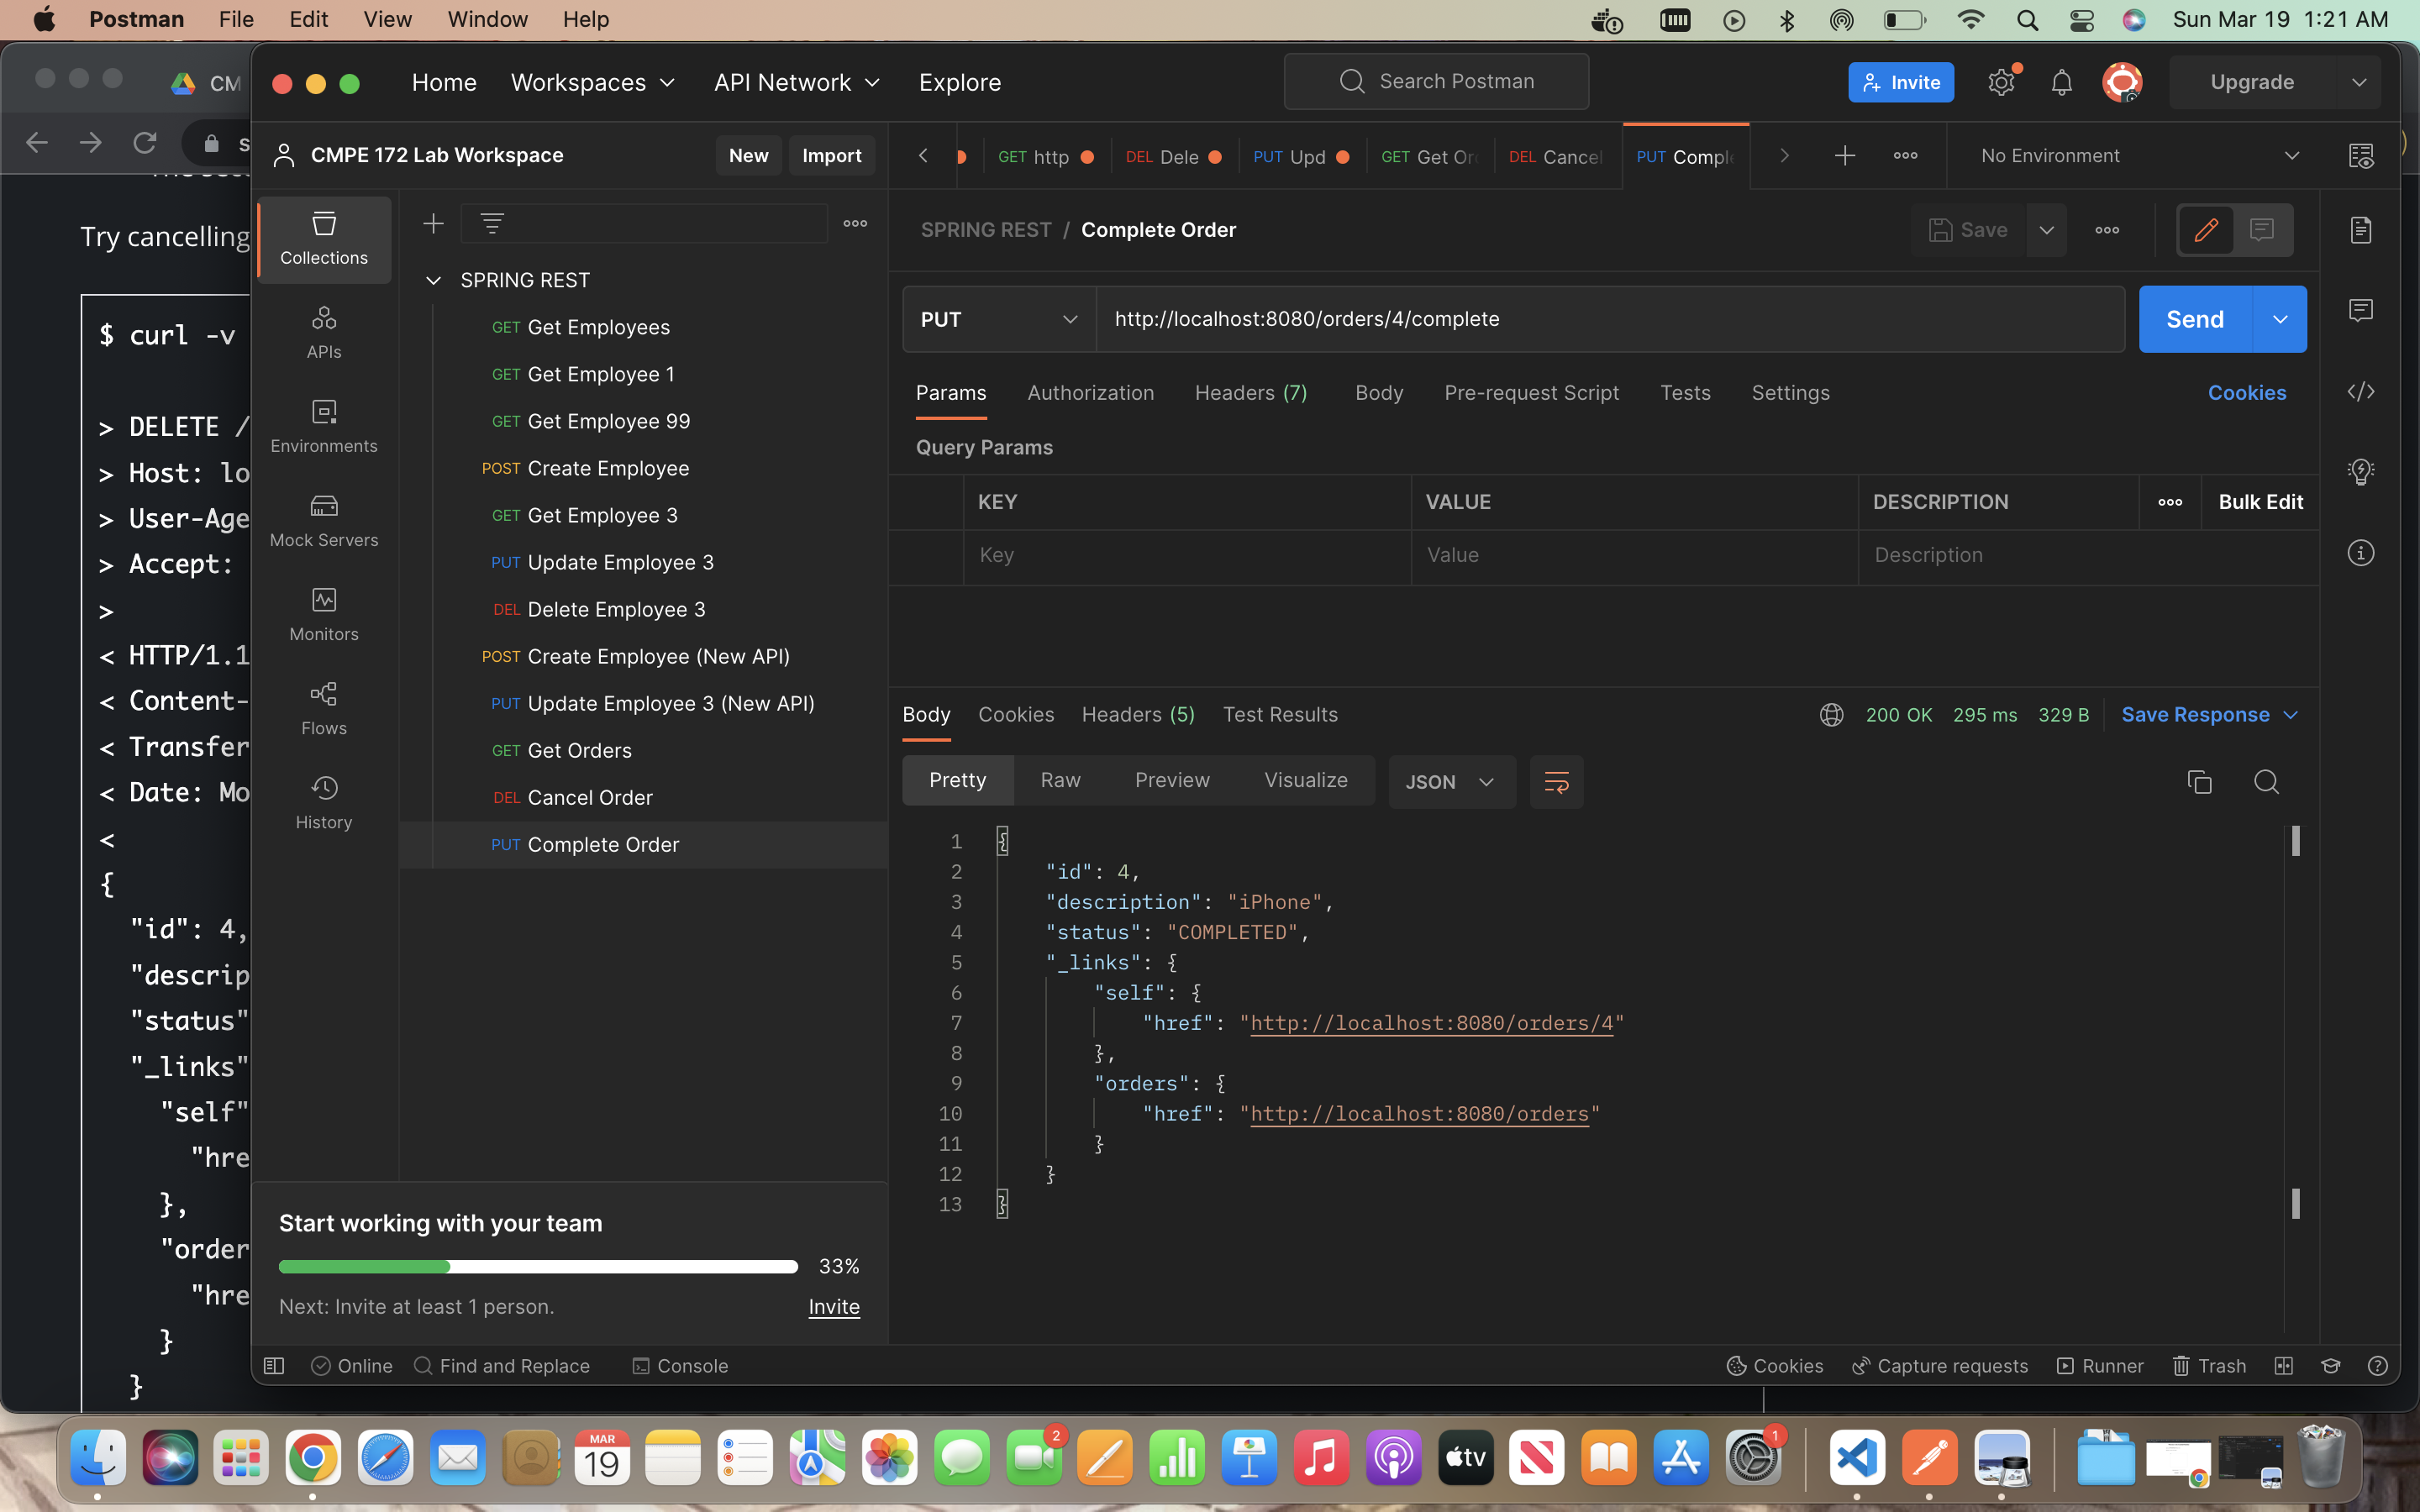 Postman File Edit View Window Help
Sun Mar 19 1:21 AM
CM
Home Workspaces API Network Explore
Search Postman
Invite
Upgrade
CMPE 172 Lab Workspace
New
Import
GET http
DEL Dele
PUT Upd
GET Get Or
DEL Cancel
PUT Comple
No Environment
Try cancelling
$ curl -v
> DELETE /
> Host: lo
> User-Age
> Accept:
>
< HTTP/1.1
< Content-
< Transfer
< Date: Mo
<
{
"id": 4,
"descrip
"status"
"_links"
"self"
"hre
},
"order
"hre
}
}
Collections
APIs
Environments
Mock Servers
Monitors
Flows
History
SPRING REST
GET Get Employees
GET Get Employee 1
GET Get Employee 99
POST Create Employee
GET Get Employee 3
PUT Update Employee 3
DEL Delete Employee 3
POST Create Employee (New API)
PUT Update Employee 3 (New API)
GET Get Orders
DEL Cancel Order
PUT Complete Order
Start working with your team
33%
Next: Invite at least 1 person.
Invite
SPRING REST / Complete Order
Save
PUT
http://localhost:8080/orders/4/complete
Send
Params Authorization Headers (7) Body Pre-request Script Tests Settings
Cookies
Query Params
KEY VALUE DESCRIPTION
Bulk Edit
Key Value Description
Body Cookies Headers (5) Test Results
200 OK 295 ms 329 B
Save Response
Pretty Raw Preview Visualize
JSON
1 {
2 "id": 4,
3 "description": "iPhone",
4 "status": "COMPLETED",
5 "_links": {
6 "self": {
7 "href": "http://localhost:8080/orders/4"
8 },
9 "orders": {
10 "href": "http://localhost:8080/orders"
11 }
12 }
13 }
Online
Find and Replace
Console
Cookies
Capture requests
Runner
Trash
MAR
19
2
tv
1